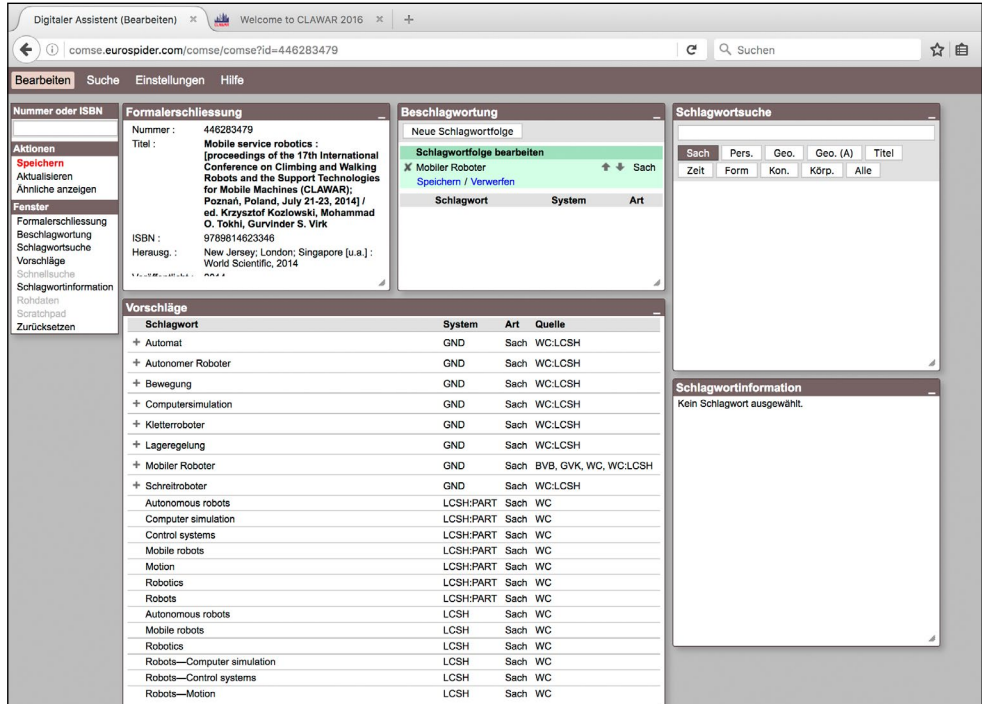 Digitaler Assistent (Bearbeiten) × Welcome to CLAWAR 2016 × +
comse.eurospider.com/comse/comse?id=446283479 Suchen
Bearbeiten Suche Einstellungen Hilfe
Nummer oder ISBN
Aktionen
Speichern
Aktualisieren
Ähnliche anzeigen
Fenster
Formalerschliessung
Beschlagwortung
Schlagwortsuche
Vorschläge
Schnellsuche
Schlagwortinformation
Rohdaten
Scratchpad
Zurücksetzen
Formalerschliessung
Nummer : 446283479
Titel : Mobile service robotics :
[proceedings of the 17th International
Conference on Climbing and Walking
Robots and the Support Technologies
for Mobile Machines (CLAWAR);
Poznań, Poland, July 21-23, 2014] /
ed. Krzysztof Kozlowski, Mohammad
O. Tokhi, Gurvinder S. Virk
ISBN : 9789814623346
Herausg. : New Jersey; London; Singapore [u.a.] :
World Scientific, 2014
Beschlagwortung
Neue Schlagwortfolge
Schlagwortfolge bearbeiten
Mobiler Roboter Sach
Speichern / Verwerfen
Schlagwort System Art
Schlagwortsuche
Sach Pers. Geo. Geo. (A) Titel
Zeit Form Kon. Körp. Alle
Vorschläge
Schlagwort System Art Quelle
+ Automat GND Sach WC:LCSH
+ Autonomer Roboter GND Sach WC:LCSH
+ Bewegung GND Sach WC:LCSH
+ Computersimulation GND Sach WC:LCSH
+ Kletterroboter GND Sach WC:LCSH
+ Lageregelung GND Sach WC:LCSH
+ Mobiler Roboter GND Sach BVB, GVK, WC, WC:LCSH
+ Schreitroboter GND Sach WC:LCSH
Autonomous robots LCSH:PART Sach WC
Computer simulation LCSH:PART Sach WC
Control systems LCSH:PART Sach WC
Mobile robots LCSH:PART Sach WC
Motion LCSH:PART Sach WC
Robotics LCSH:PART Sach WC
Robots LCSH:PART Sach WC
Autonomous robots LCSH Sach WC
Mobile robots LCSH Sach WC
Robotics LCSH Sach WC
Robots—Computer simulation LCSH Sach WC
Robots—Control systems LCSH Sach WC
Robots—Motion LCSH Sach WC
Schlagwortinformation
Kein Schlagwort ausgewählt.